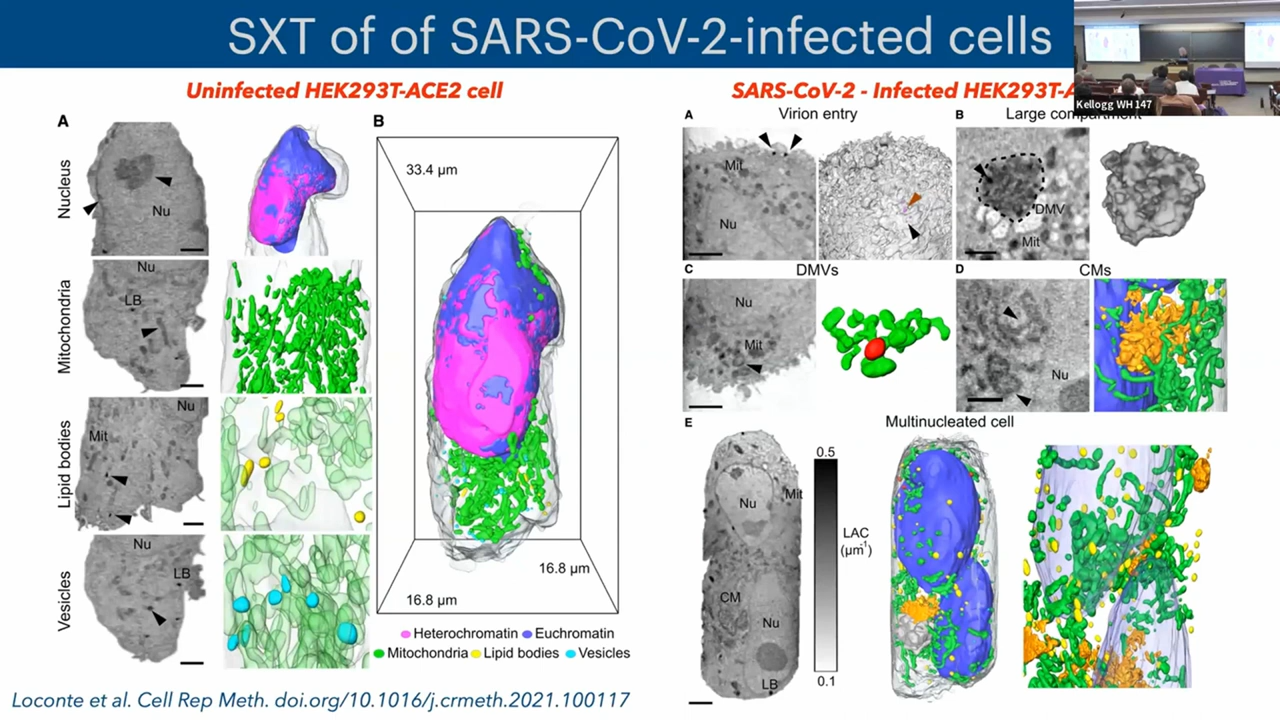 SXT of of SARS-CoV-2-infected cells
Kellogg WH 147
Uninfected HEK293T-ACE2 cell
A
Nucleus
Nu
Mitochondria
Nu
LB
Lipid bodies
Nu
Mit
Vesicles
Nu
LB
B
33.4 µm
16.8 µm
16.8 µm
Heterochromatin Euchromatin
Mitochondria Lipid bodies Vesicles
SARS-CoV-2 - Infected HEK293T-A
A Virion entry
Mit
Nu
B Large compartment
DMV
Mit
C DMVs
Nu
Mit
D CMs
Nu
E Multinucleated cell
Nu
Mit
CM
Nu
LB
0.5
LAC
(µm⁻¹)
0.1
Loconte et al. Cell Rep Meth. doi.org/10.1016/j.crmeth.2021.100117